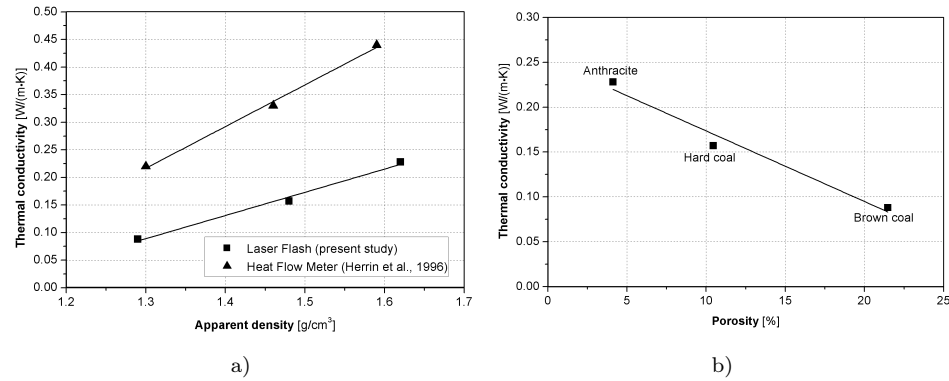 0.50
0.45
0.40
0.35
0.30
0.25
0.20
0.15
0.10
0.05
0.00
Thermal conductivity [W/(m·K)]
1.2 1.3 1.4 1.5 1.6 1.7
Apparent density [g/cm³]
Laser Flash (present study)
Heat Flow Meter (Herrin et al., 1996)
a)
0.30
0.25
0.20
0.15
0.10
0.05
0.00
Thermal conductivity [W/(m·K)]
Anthracite
Hard coal
Brown coal
0 5 10 15 20 25
Porosity [%]
b)